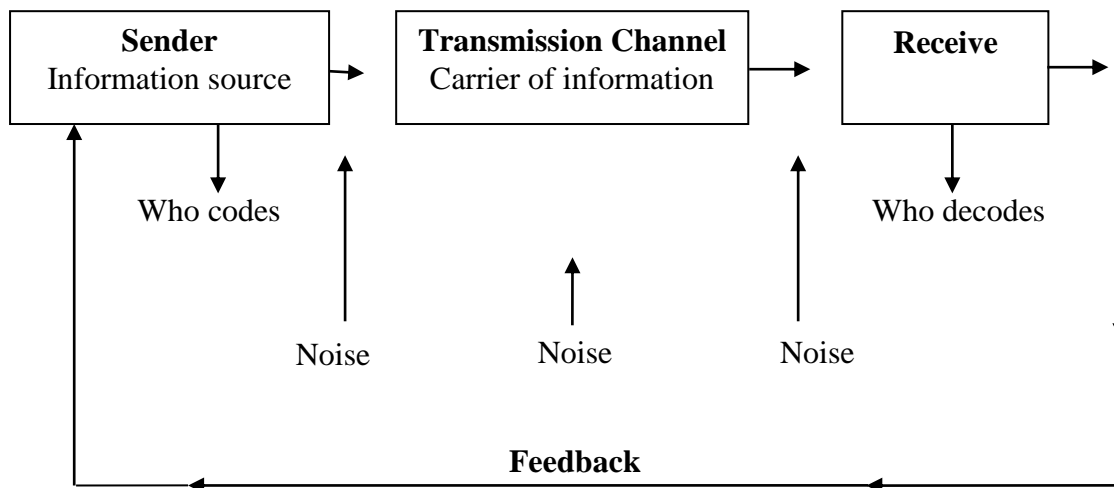 Sender
Information source
Transmission Channel
Carrier of information
Receive
Who codes
Who decodes
Noise
Noise
Noise
Feedback